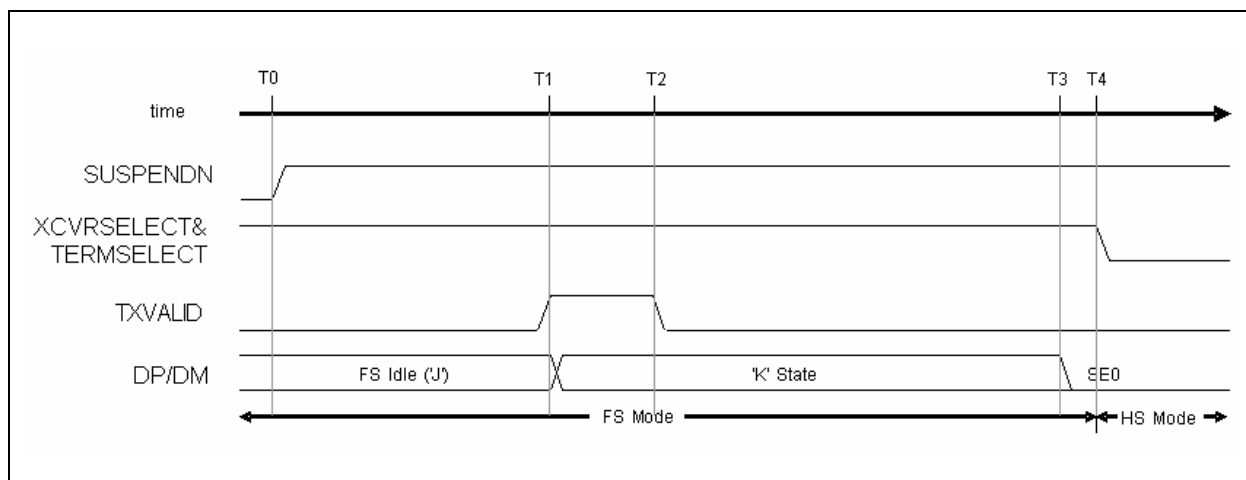 T0 T1 T2 T3 T4
time
SUSPENDN
XCVRSELECT&
TERMSELECT
TXVALID
DP/DM FS Idle ('J') 'K' State SE0
FS Mode HS Mode